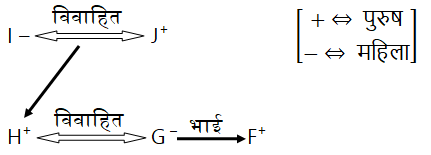 विवाहित
I – J⁺
[ + ⇔ पुरुष
– ⇔ महिला ]
विवाहित भाई
H⁺ G⁻ F⁺